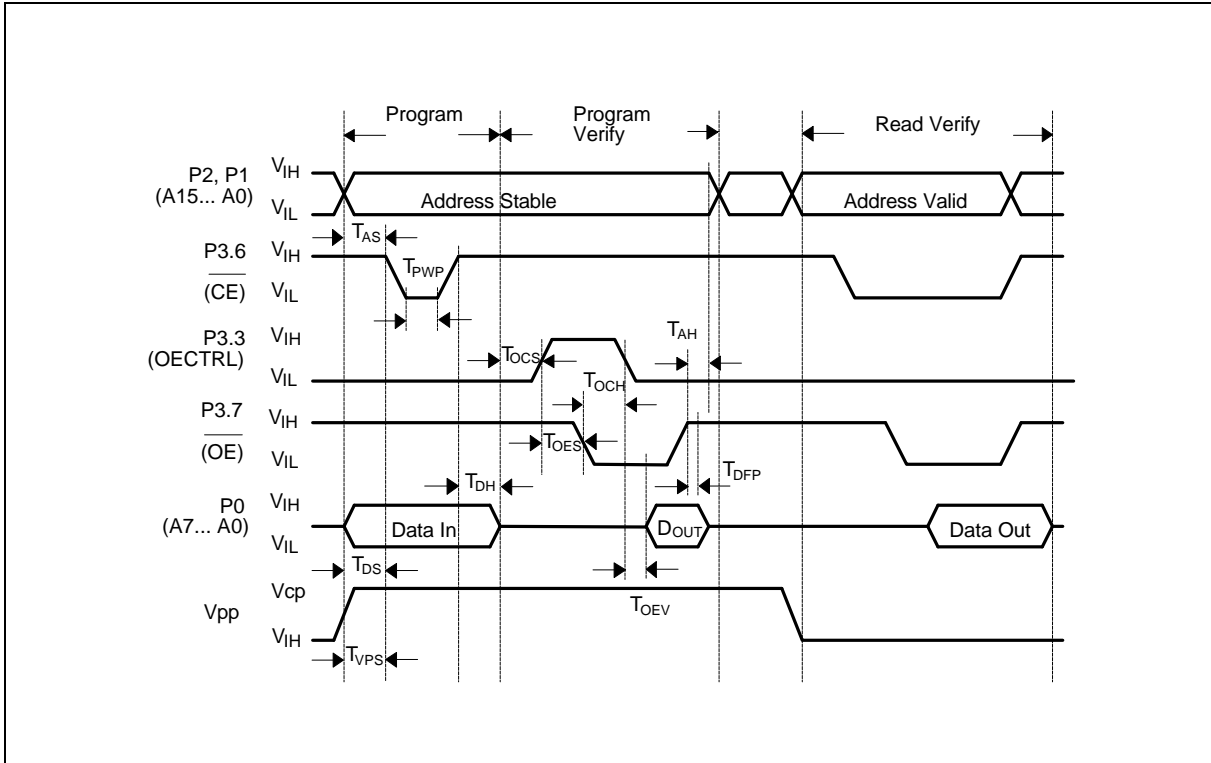 Program
Program
Verify
Read Verify
P2, P1
(A15... A0)
VIH
VIL
Address Stable
Address Valid
TAS
P3.6
(CE)
VIH
VIL
TPWP
P3.3
(OECTRL)
VIH
VIL
TOCS
TAH
TOCH
P3.7
(OE)
VIH
VIL
TOES
TDFP
TDH
P0
(A7... A0)
VIH
VIL
Data In
DOUT
Data Out
TDS
Vpp
Vcp
VIH
TOEV
TVPS